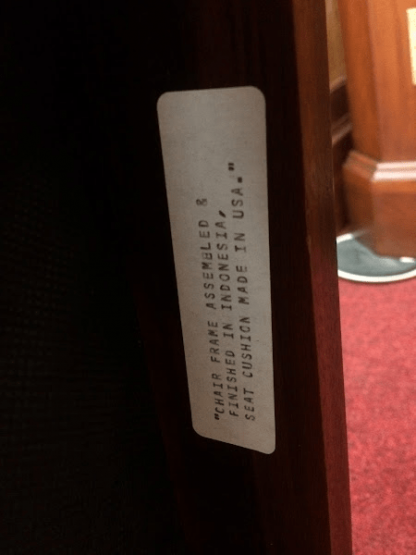 "CHAIR FRAME ASSEMBLED &
FINISHED IN INDONESIA,
SEAT CUSHION MADE IN USA."